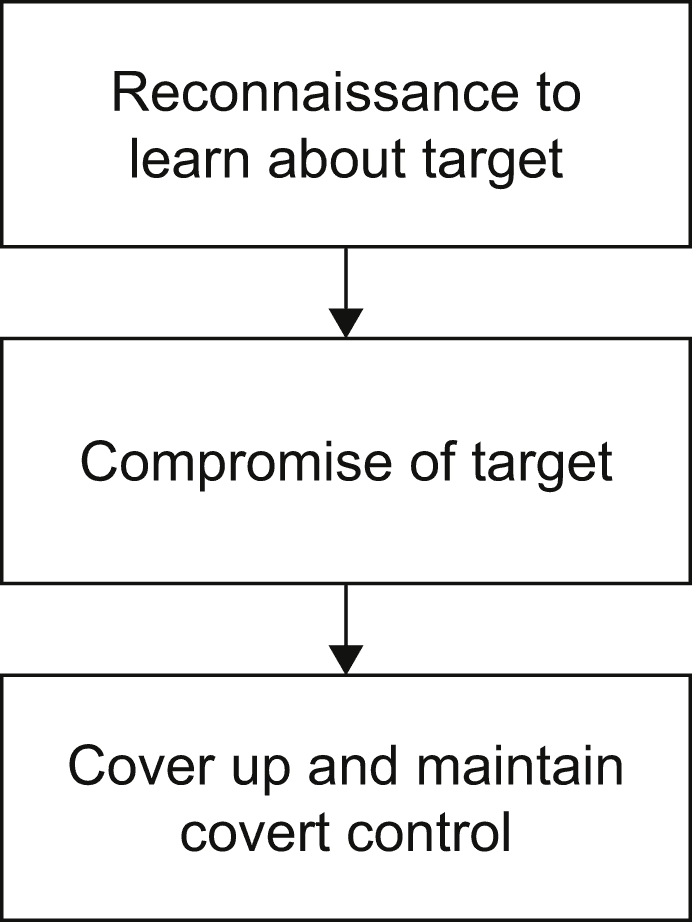 Reconnaissance to
learn about target
Compromise of target
Cover up and maintain
covert control